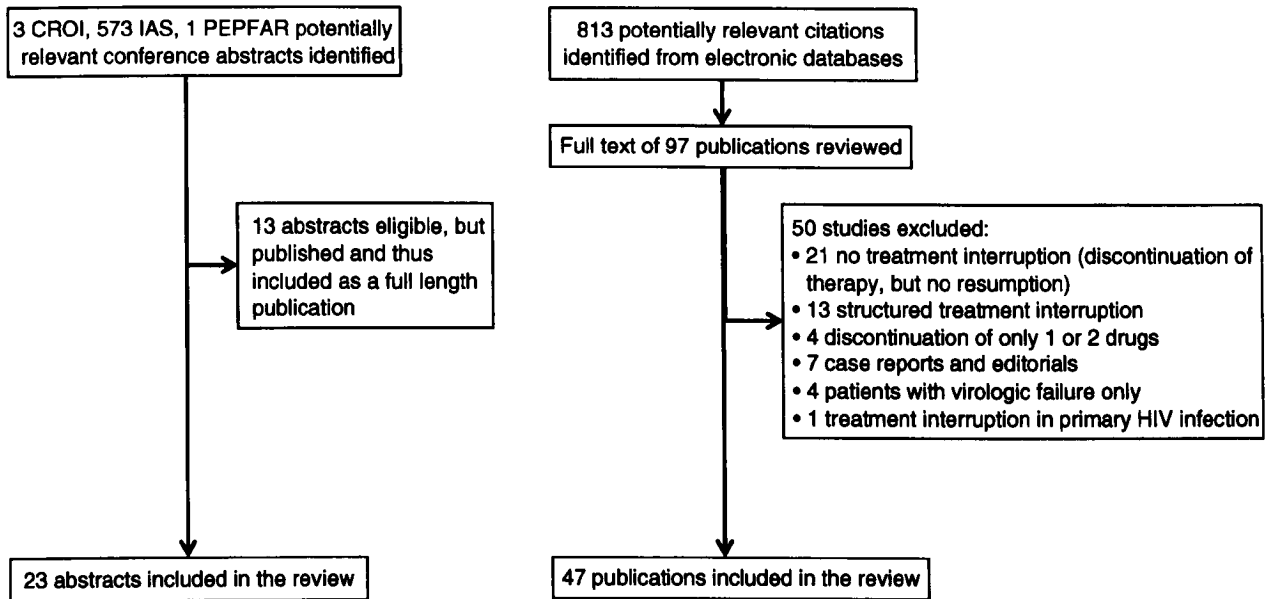 3 CROI, 573 IAS, 1 PEPFAR potentially
relevant conference abstracts identified
13 abstracts eligible, but
published and thus
included as a full length
publication
23 abstracts included in the review
813 potentially relevant citations
identified from electronic databases
Full text of 97 publications reviewed
50 studies excluded:
• 21 no treatment interruption (discontinuation of
therapy, but no resumption)
• 13 structured treatment interruption
• 4 discontinuation of only 1 or 2 drugs
• 7 case reports and editorials
• 4 patients with virologic failure only
• 1 treatment interruption in primary HIV infection
47 publications included in the review